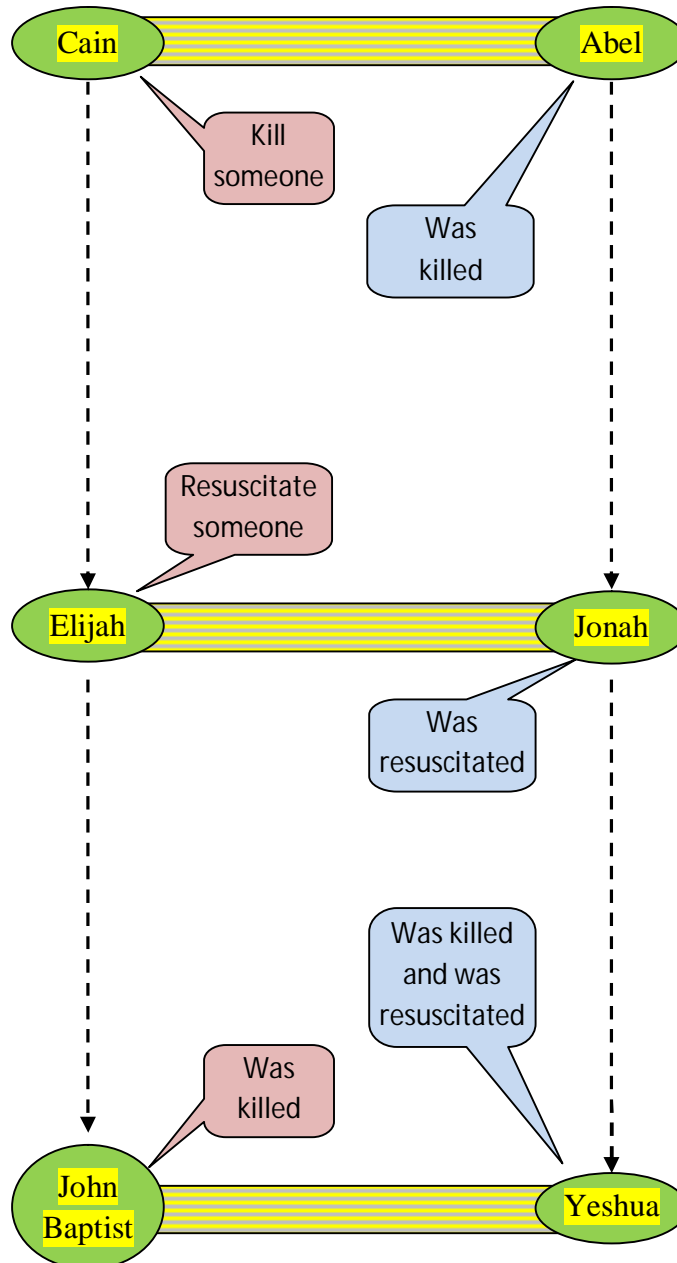 Cain
Abel
Kill
someone
Was
killed
Resuscitate
someone
Elijah
Jonah
Was
resuscitated
Was killed
and was
resuscitated
Was
killed
John
Baptist
Yeshua